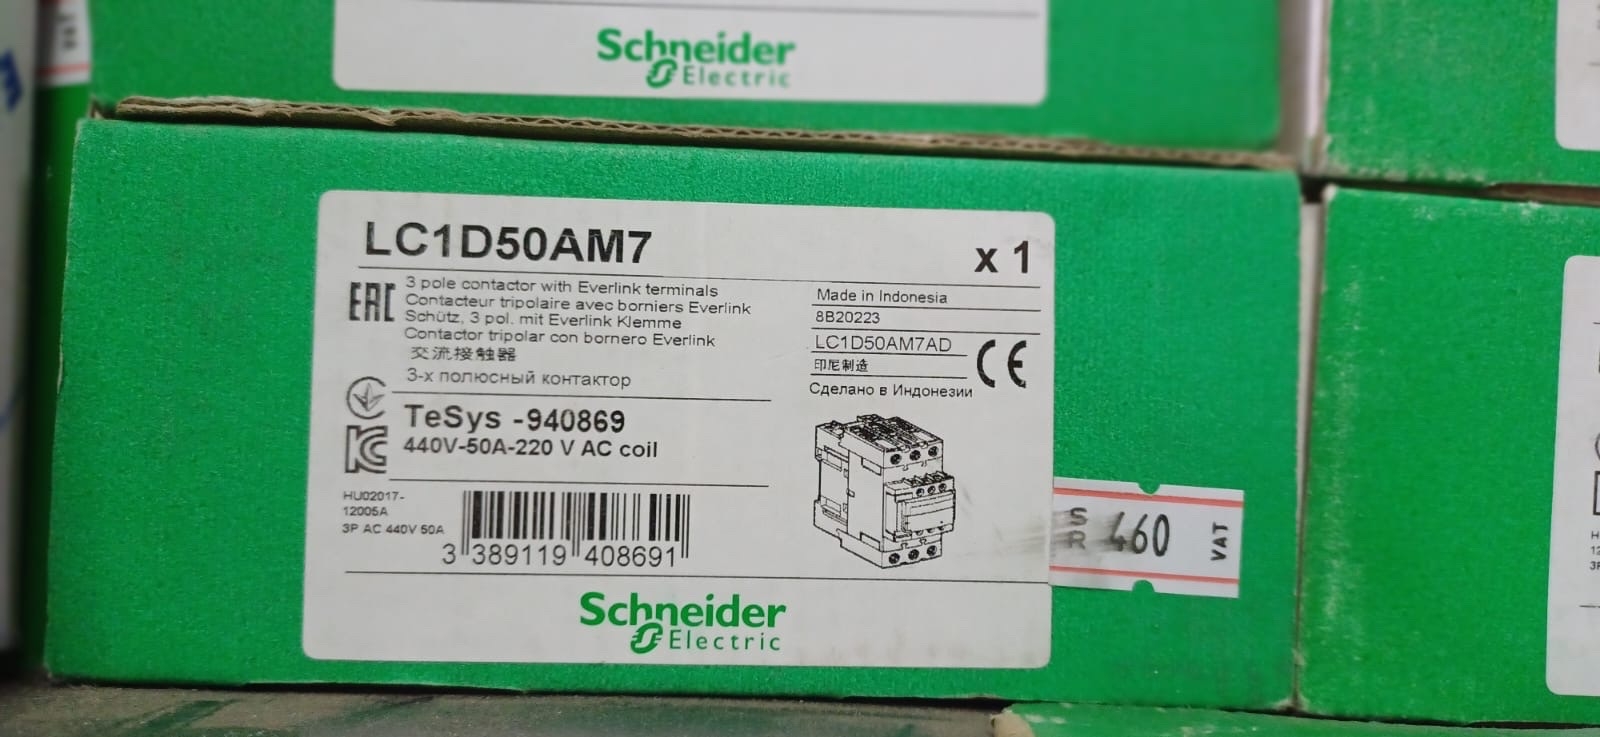 Schneider
Electric
LC1D50AM7
x 1
3 pole contactor with Everlink terminals
Contacteur tripolaire avec borniers Everlink
Schütz, 3 pol. mit Everlink Klemme
Contactor tripolar con bornero Everlink
交流接触器
3-х полюсный контактор
EAC
Made in Indonesia
8B20223
LC1D50AM7AD
印尼制造
Сделано в Индонезии
CE
TeSys -940869
440V-50A-220 V AC coil
KC
HU02017-
12005A
3P AC 440V 50A
3 389119 408691
SR 460 VAT
Schneider
Electric